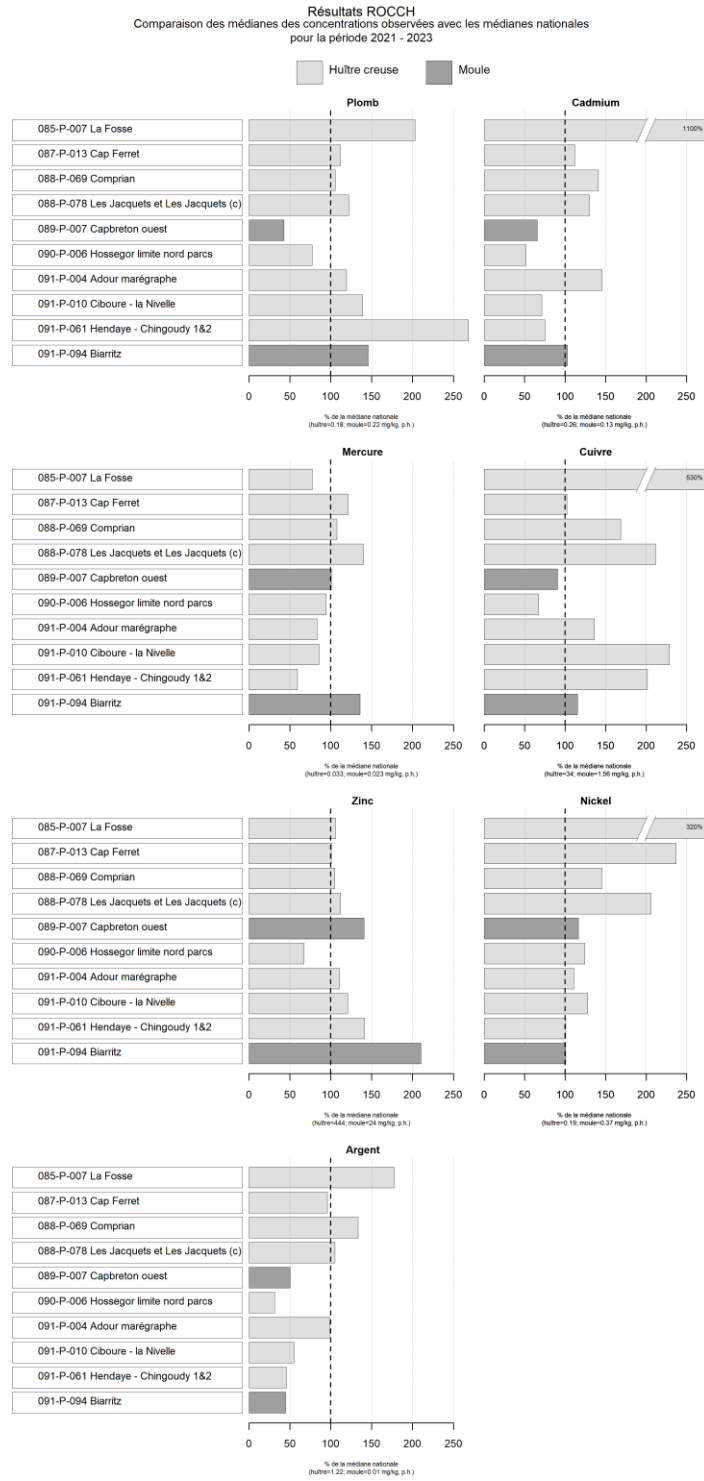 Résultats ROCCH
Comparaison des médianes des concentrations observées avec les médianes nationales
pour la période 2021 - 2023
Huître creuse Moule
Plomb Cadmium
085-P-007 La Fosse 1100%
087-P-013 Cap Ferret
088-P-069 Comprian
088-P-078 Les Jacquets et Les Jacquets (c)
089-P-007 Capbreton ouest
090-P-006 Hossegor limite nord parcs
091-P-004 Adour marégraphe
091-P-010 Ciboure - la Nivelle
091-P-061 Hendaye - Chingoudy 1&2
091-P-094 Biarritz
0 50 100 150 200 250 0 50 100 150 200 250
% de la médiane nationale % de la médiane nationale
(huître=0.18; moule=0.22 mg/kg, p.h.) (huître=0.26; moule=0.13 mg/kg, p.h.)
Mercure Cuivre
085-P-007 La Fosse 530%
087-P-013 Cap Ferret
088-P-069 Comprian
088-P-078 Les Jacquets et Les Jacquets (c)
089-P-007 Capbreton ouest
090-P-006 Hossegor limite nord parcs
091-P-004 Adour marégraphe
091-P-010 Ciboure - la Nivelle
091-P-061 Hendaye - Chingoudy 1&2
091-P-094 Biarritz
0 50 100 150 200 250 0 50 100 150 200 250
% de la médiane nationale % de la médiane nationale
(huître=0.033; moule=0.023 mg/kg, p.h.) (huître=34; moule=1.56 mg/kg, p.h.)
Zinc Nickel
085-P-007 La Fosse 320%
087-P-013 Cap Ferret
088-P-069 Comprian
088-P-078 Les Jacquets et Les Jacquets (c)
089-P-007 Capbreton ouest
090-P-006 Hossegor limite nord parcs
091-P-004 Adour marégraphe
091-P-010 Ciboure - la Nivelle
091-P-061 Hendaye - Chingoudy 1&2
091-P-094 Biarritz
0 50 100 150 200 250 0 50 100 150 200 250
% de la médiane nationale % de la médiane nationale
(huître=444; moule=24 mg/kg, p.h.) (huître=0.19; moule=0.37 mg/kg, p.h.)
Argent
085-P-007 La Fosse
087-P-013 Cap Ferret
088-P-069 Comprian
088-P-078 Les Jacquets et Les Jacquets (c)
089-P-007 Capbreton ouest
090-P-006 Hossegor limite nord parcs
091-P-004 Adour marégraphe
091-P-010 Ciboure - la Nivelle
091-P-061 Hendaye - Chingoudy 1&2
091-P-094 Biarritz
0 50 100 150 200 250
% de la médiane nationale
(huître=1.22; moule=0.01 mg/kg, p.h.)